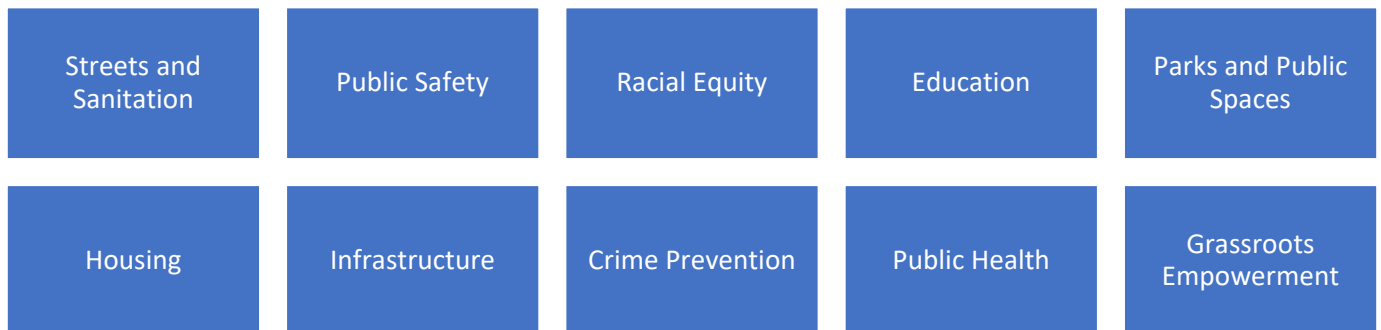 Streets and
Sanitation
Public Safety
Racial Equity
Education
Parks and Public
Spaces
Housing
Infrastructure
Crime Prevention
Public Health
Grassroots
Empowerment